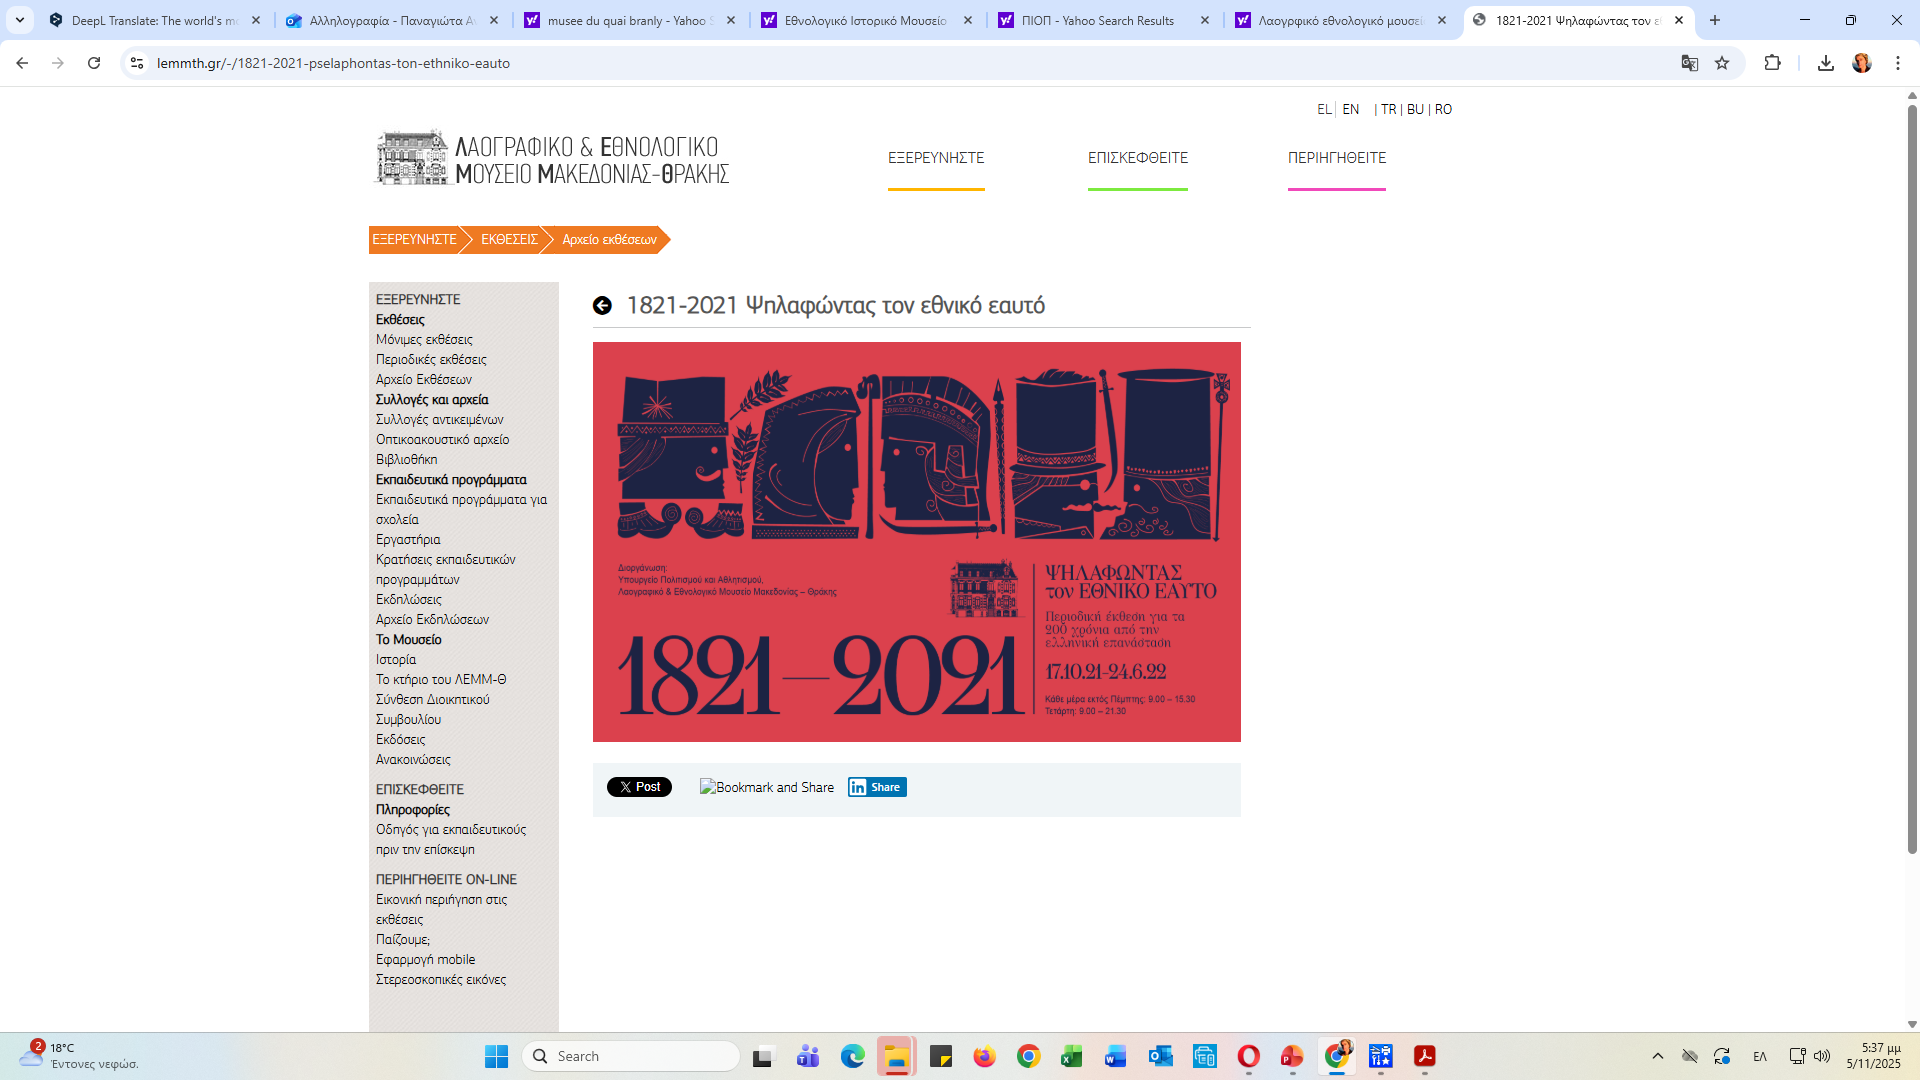 DeepL Translate: The world's m
Αλληλογραφία - Παναγιώτα Α
musee du quai branly - Yahoo S
Εθνολογικό Ιστορικό Μουσείο
ΠΙΟΠ - Yahoo Search Results
Λαογρφικό εθνολογικό μουσεί
1821-2021 Ψηλαφώντας τον ε
lemmth.gr/-/1821-2021-pselaphontas-ton-ethniko-eauto
EL | EN | TR | BU | RO
ΛΑΟΓΡΑΦΙΚΟ & ΕΘΝΟΛΟΓΙΚΟ
ΜΟΥΣΕΙΟ ΜΑΚΕΔΟΝΙΑΣ-ΘΡΑΚΗΣ
ΕΞΕΡΕΥΝΗΣΤΕ
ΕΠΙΣΚΕΦΘΕΙΤΕ
ΠΕΡΙΗΓΗΘΕΙΤΕ
ΕΞΕΡΕΥΝΗΣΤΕ
ΕΚΘΕΣΕΙΣ
Αρχείο εκθέσεων
ΕΞΕΡΕΥΝΗΣΤΕ
Εκθέσεις
Μόνιμες εκθέσεις
Περιοδικές εκθέσεις
Αρχείο Εκθέσεων
Συλλογές και αρχεία
Συλλογές αντικειμένων
Οπτικοακουστικό αρχείο
Βιβλιοθήκη
Εκπαιδευτικά προγράμματα
Εκπαιδευτικά προγράμματα για
σχολεία
Εργαστήρια
Κρατήσεις εκπαιδευτικών
προγραμμάτων
Εκδηλώσεις
Αρχείο Εκδηλώσεων
Το Μουσείο
Ιστορία
Το κτήριο του ΛΕΜΜ-Θ
Σύνθεση Διοικητικού
Συμβουλίου
Εκδόσεις
Ανακοινώσεις
ΕΠΙΣΚΕΦΘΕΙΤΕ
Πληροφορίες
Οδηγός για εκπαιδευτικούς
πριν την επίσκεψη
ΠΕΡΙΗΓΗΘΕΙΤΕ ON-LINE
Εικονική περιήγηση στις
εκθέσεις
Παίζουμε;
Εφαρμογή mobile
Στερεοσκοπικές εικόνες
1821-2021 Ψηλαφώντας τον εθνικό εαυτό
Διοργάνωση:
Υπουργείο Πολιτισμού και Αθλητισμού,
Λαογραφικό & Εθνολογικό Μουσείο Μακεδονίας – Θράκης
1821—2021
ΨΗΛΑΦΩΝΤΑΣ
τον ΕΘΝΙΚΟ ΕΑΥΤΟ
Περιοδική έκθεση για τα
200 χρόνια από την
ελληνική επανάσταση
17.10.21-24.6.22
Κάθε μέρα εκτός Πέμπτης: 9.00 – 15.30
Τετάρτη: 9.00 – 21.30
Post
Bookmark and Share
Share
2
18°C
Έντονες νεφώσ.
Search
ΕΛ
5:37 μμ
5/11/2025